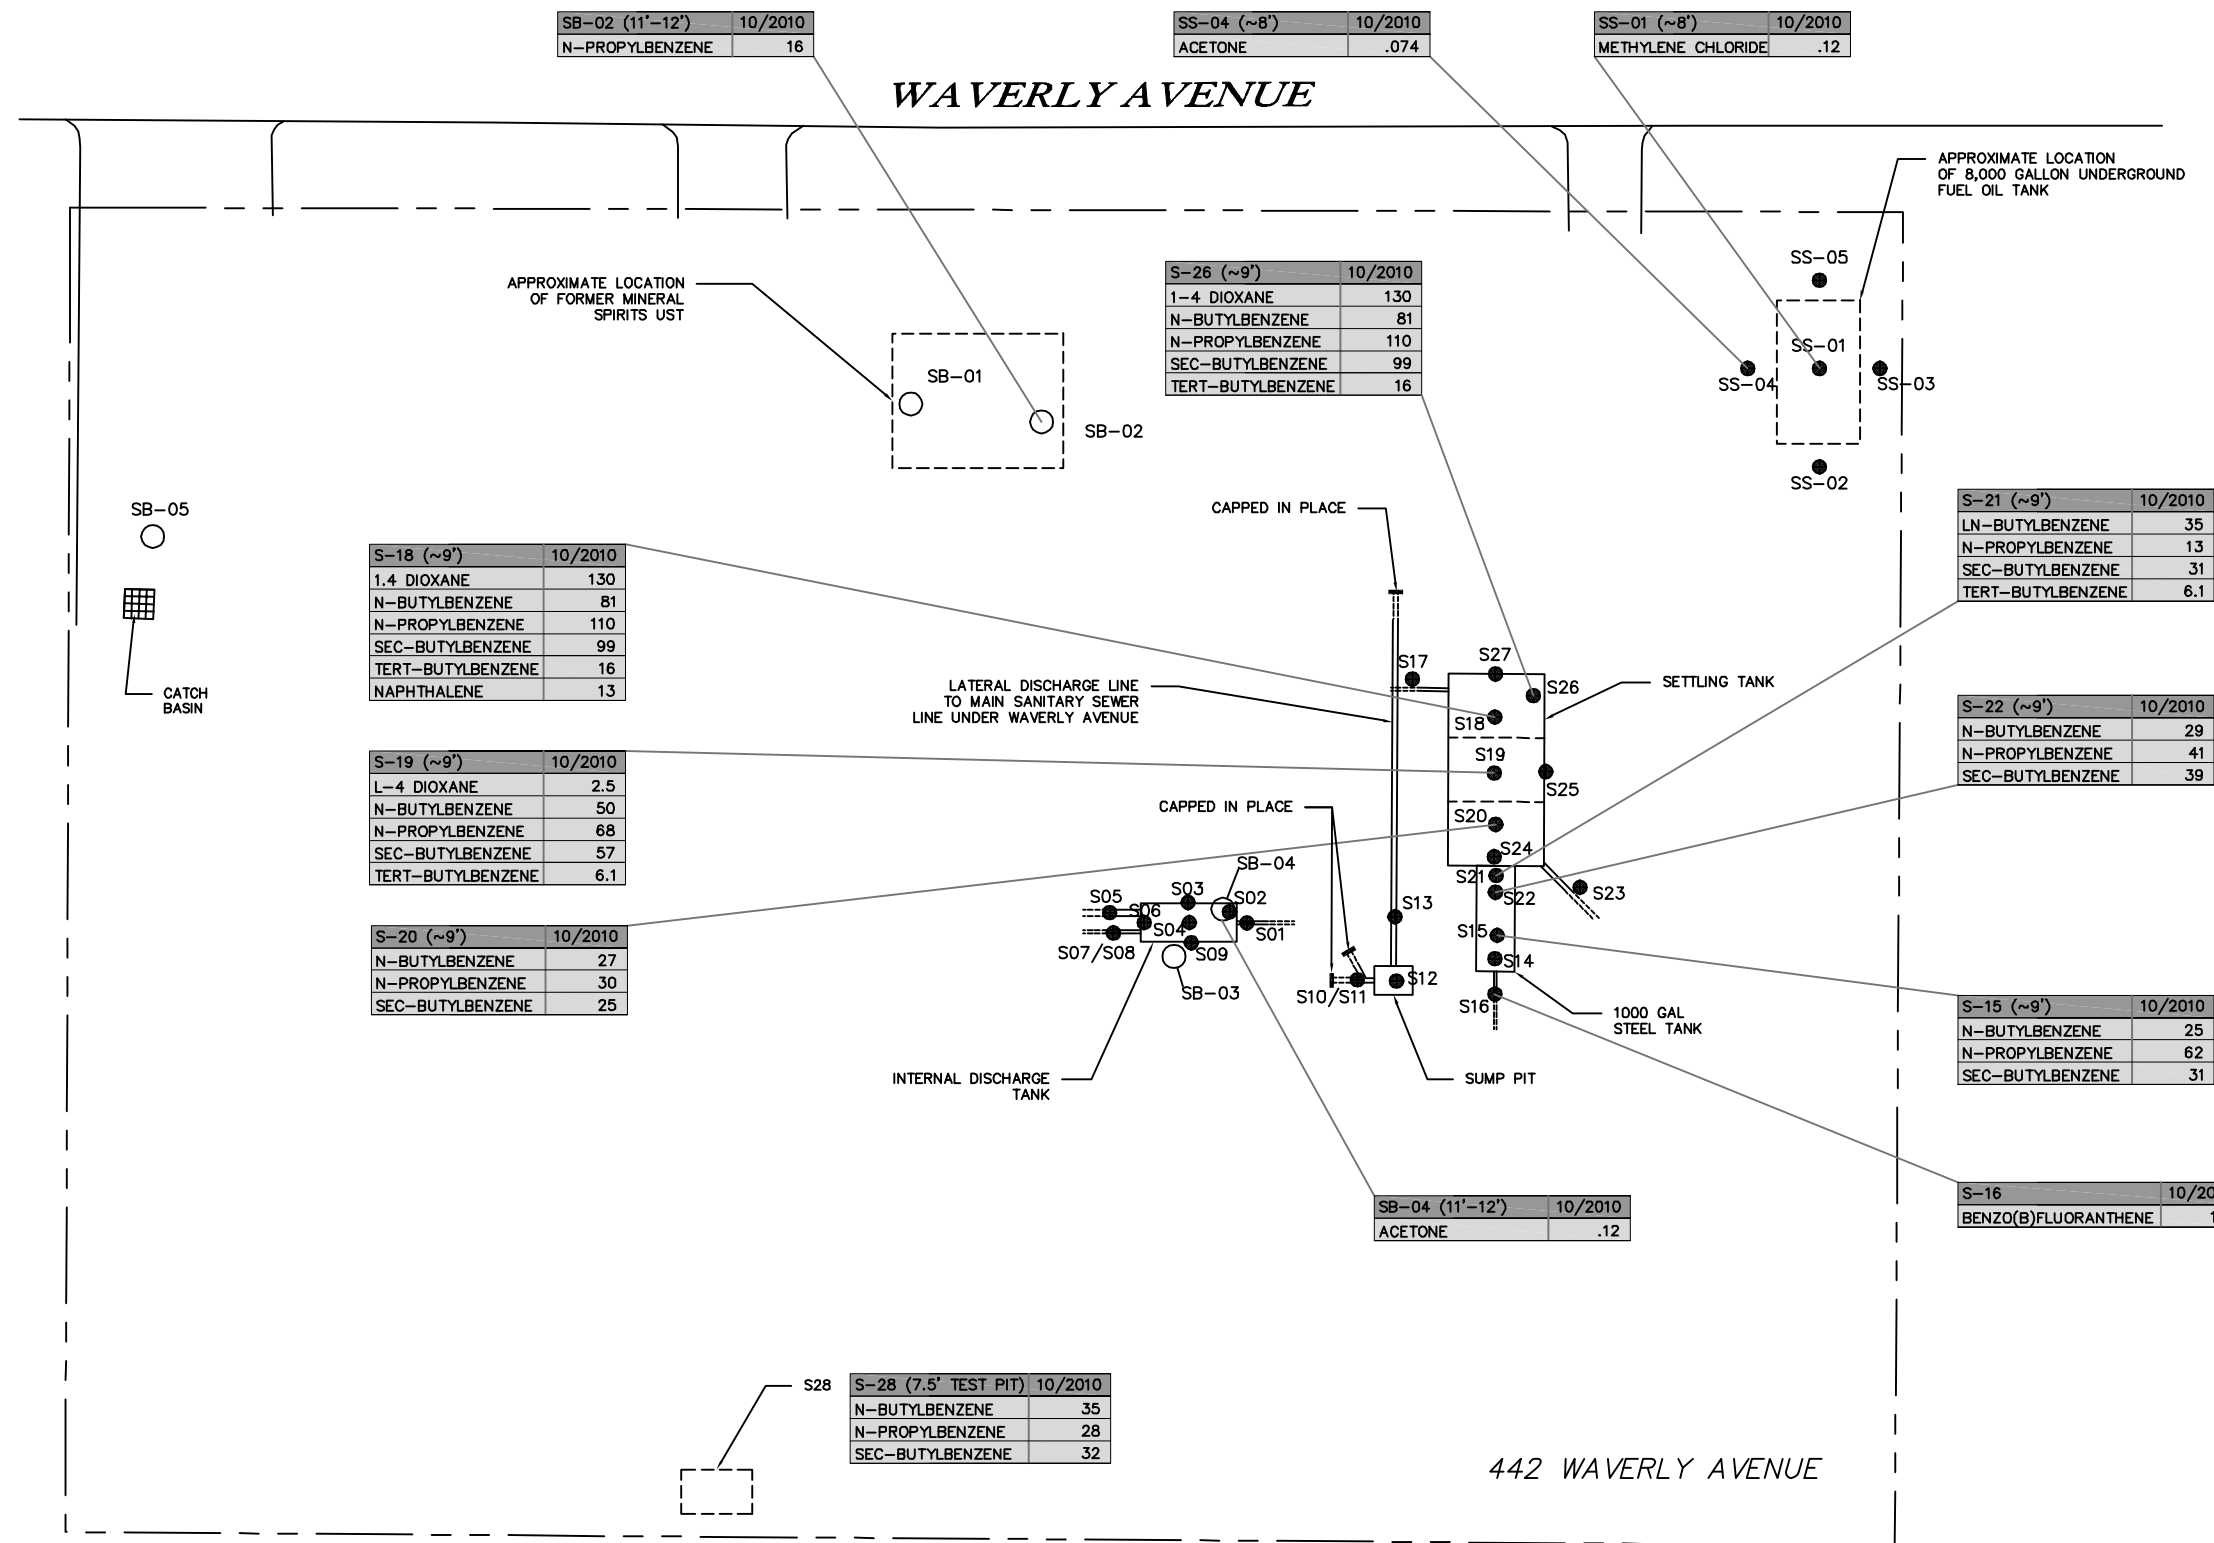 SB-02 (11'-12') 10/2010
N-PROPYLBENZENE 16
SS-04 (~8') 10/2010
ACETONE .074
SS-01 (~8') 10/2010
METHYLENE CHLORIDE .12
WAVERLY AVENUE
APPROXIMATE LOCATION
OF 8,000 GALLON UNDERGROUND
FUEL OIL TANK
APPROXIMATE LOCATION
OF FORMER MINERAL
SPIRITS UST
SB-01
SB-02
S-26 (~9') 10/2010
1-4 DIOXANE 130
N-BUTYLBENZENE 81
N-PROPYLBENZENE 110
SEC-BUTYLBENZENE 99
TERT-BUTYLBENZENE 16
SS-05
SS-01
SS-04
SS-03
SS-02
SB-05
CATCH
BASIN
CAPPED IN PLACE
S-21 (~9') 10/2010
LN-BUTYLBENZENE 35
N-PROPYLBENZENE 13
SEC-BUTYLBENZENE 31
TERT-BUTYLBENZENE 6.1
S-18 (~9') 10/2010
1.4 DIOXANE 130
N-BUTYLBENZENE 81
N-PROPYLBENZENE 110
SEC-BUTYLBENZENE 99
TERT-BUTYLBENZENE 16
NAPHTHALENE 13
LATERAL DISCHARGE LINE
TO MAIN SANITARY SEWER
LINE UNDER WAVERLY AVENUE
S17
S27
S26
S18
SETTLING TANK
S-22 (~9') 10/2010
N-BUTYLBENZENE 29
N-PROPYLBENZENE 41
SEC-BUTYLBENZENE 39
S-19 (~9') 10/2010
L-4 DIOXANE 2.5
N-BUTYLBENZENE 50
N-PROPYLBENZENE 68
SEC-BUTYLBENZENE 57
TERT-BUTYLBENZENE 6.1
S19
S25
CAPPED IN PLACE
S20
S24
S21
S22
S23
SB-04
S03
S05
S06
S02
S04
S01
S07/S08
S09
SB-03
S13
S15
S14
S12
S10/S11
S16
S-20 (~9') 10/2010
N-BUTYLBENZENE 27
N-PROPYLBENZENE 30
SEC-BUTYLBENZENE 25
S-15 (~9') 10/2010
N-BUTYLBENZENE 25
N-PROPYLBENZENE 62
SEC-BUTYLBENZENE 31
1000 GAL
STEEL TANK
INTERNAL DISCHARGE
TANK
SUMP PIT
S-16
BENZO(B)FLUORANTHENE
SB-04 (11'-12') 10/2010
ACETONE .12
S28
S-28 (7.5' TEST PIT) 10/2010
N-BUTYLBENZENE 35
N-PROPYLBENZENE 28
SEC-BUTYLBENZENE 32
442 WAVERLY AVENUE